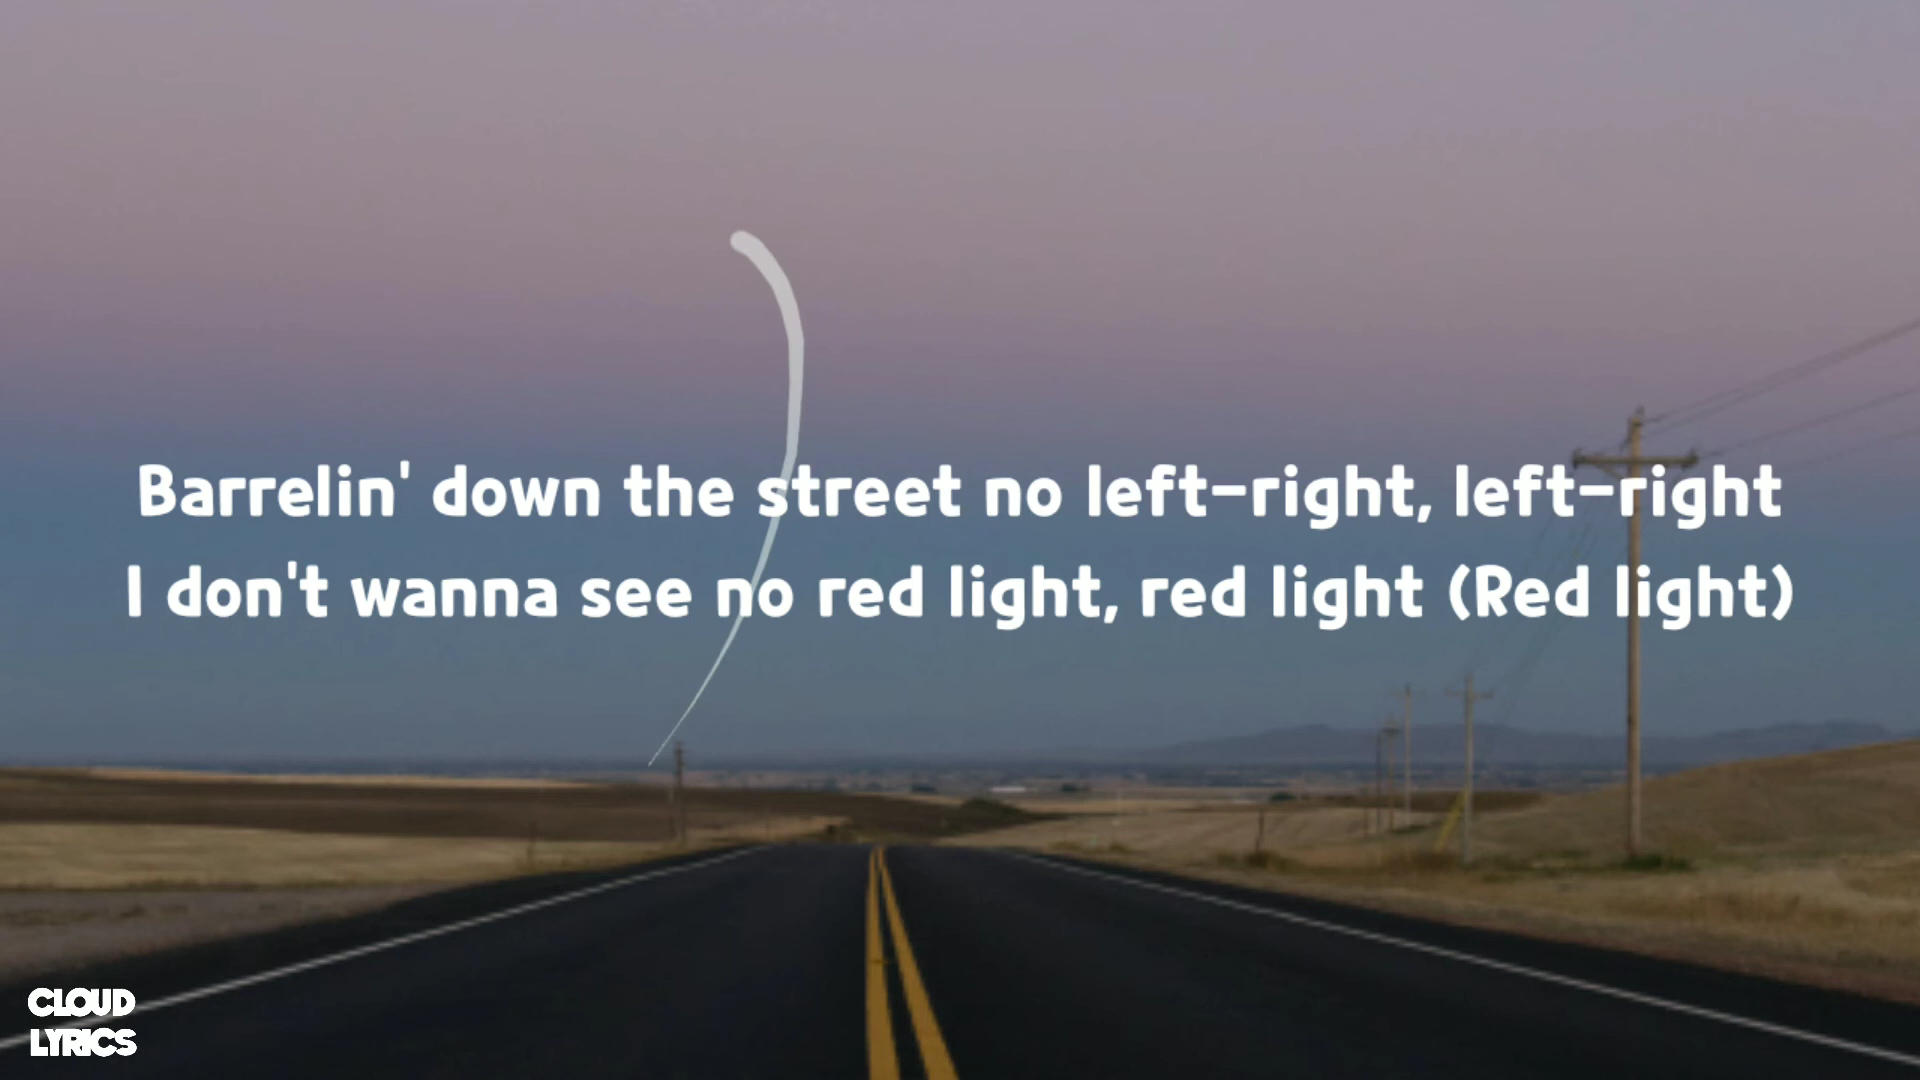 Barrelin' down the street no left-right, left-right
I don't wanna see no red light, red light (Red light)
CLOUD
LYRICS